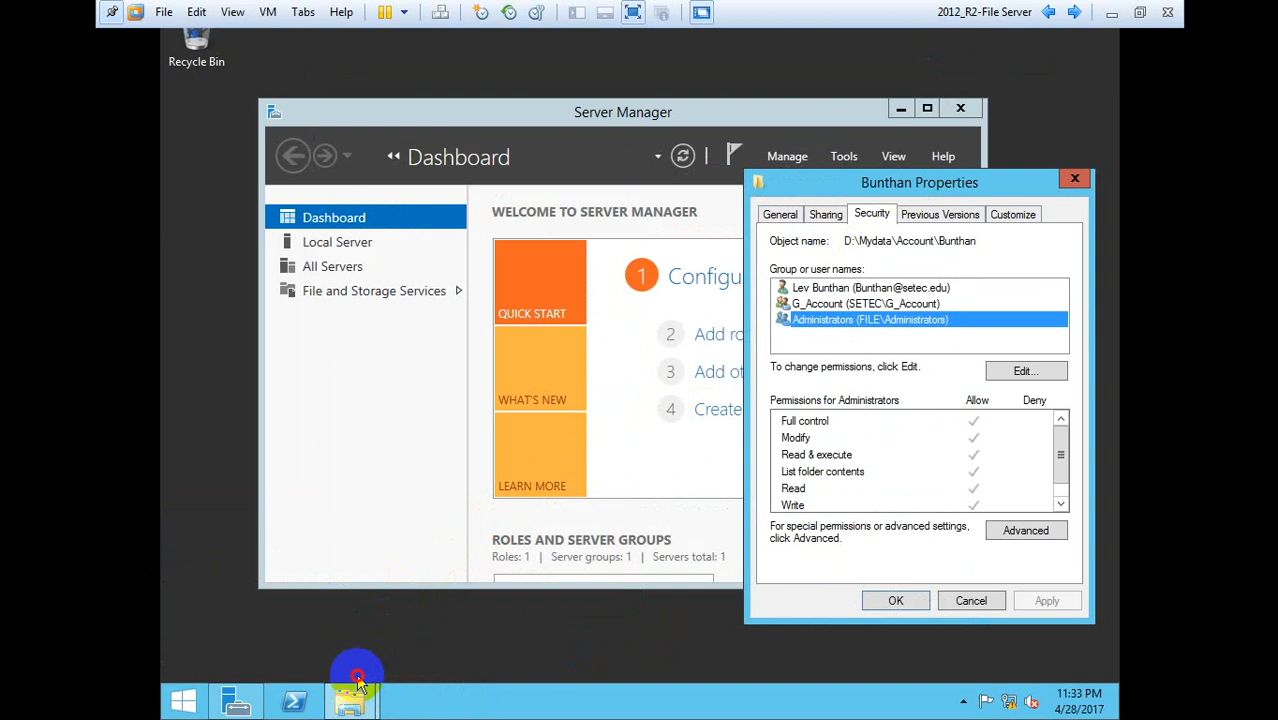 File Edit View VM Tabs Help 2012_R2-File Server
Recycle Bin
Server Manager
Dashboard
Manage Tools View Help
Dashboard
Local Server
All Servers
File and Storage Services
WELCOME TO SERVER MANAGER
QUICK START
WHAT'S NEW
LEARN MORE
1 Configu
2 Add ro
3 Add ot
4 Create
ROLES AND SERVER GROUPS
Roles: 1 | Server groups: 1 | Servers total: 1
Bunthan Properties
General Sharing Security Previous Versions Customize
Object name: D:\Mydata\Account\Bunthan
Group or user names:
Lev Bunthan (Bunthan@setec.edu)
G_Account (SETEC\G_Account)
Administrators (FILE\Administrators)
To change permissions, click Edit.
Edit...
Permissions for Administrators Allow Deny
Full control
Modify
Read & execute
List folder contents
Read
Write
For special permissions or advanced settings,
click Advanced.
Advanced
OK Cancel Apply
11:33 PM
4/28/2017